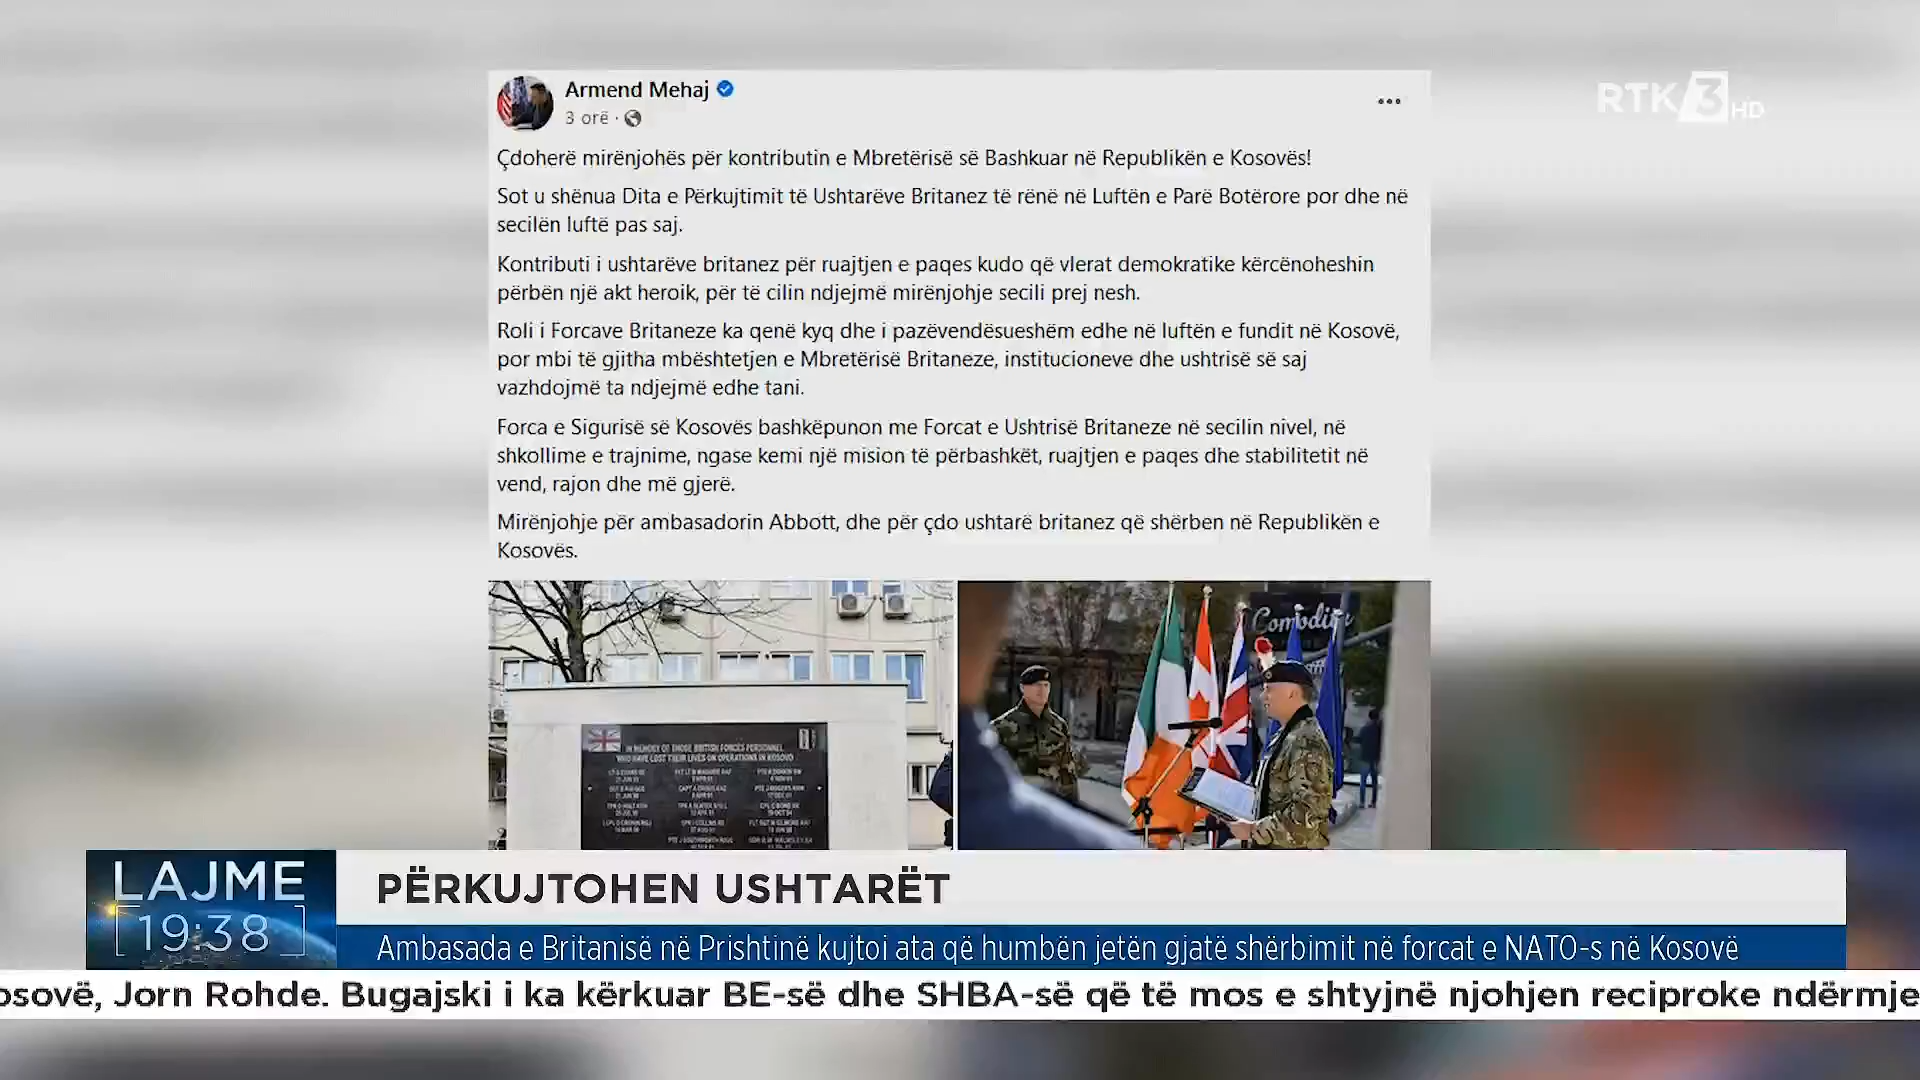 Armend Mehaj
3 orë ·
RTK 3 HD
Çdoherë mirënjohës për kontributin e Mbretërisë së Bashkuar në Republikën e Kosovës!
Sot u shënua Dita e Përkujtimit të Ushtarëve Britanez të rënë në Luftën e Parë Botërore por dhe në
secilën luftë pas saj.
Kontributi i ushtarëve britanez për ruajtjen e paqes kudo që vlerat demokratike kërcënoheshin
përbën një akt heroik, për të cilin ndjejmë mirënjohje secili prej nesh.
Roli i Forcave Britaneze ka qenë kyq dhe i pazëvendësueshëm edhe në luftën e fundit në Kosovë,
por mbi të gjitha mbështetjen e Mbretërisë Britaneze, institucioneve dhe ushtrisë së saj
vazhdojmë ta ndjejmë edhe tani.
Forca e Sigurisë së Kosovës bashkëpunon me Forcat e Ushtrisë Britaneze në secilin nivel, në
shkollime e trajnime, ngase kemi një mision të përbashkët, ruajtjen e paqes dhe stabilitetit në
vend, rajon dhe më gjerë.
Mirënjohje për ambasadorin Abbott, dhe për çdo ushtarë britanez që shërben në Republikën e
Kosovës.
IN MEMORY OF THOSE BRITISH FORCES PERSONNEL
WHO HAVE LOST THEIR LIVES ON OPERATIONS IN KOSOVO
LAJME
19:38
PËRKUJTOHEN USHTARËT
Ambasada e Britanisë në Prishtinë kujtoi ata që humbën jetën gjatë shërbimit në forcat e NATO-s në Kosovë
osovë, Jorn Rohde. Bugajski i ka kërkuar BE-së dhe SHBA-së që të mos e shtyjnë njohjen reciproke ndërmje